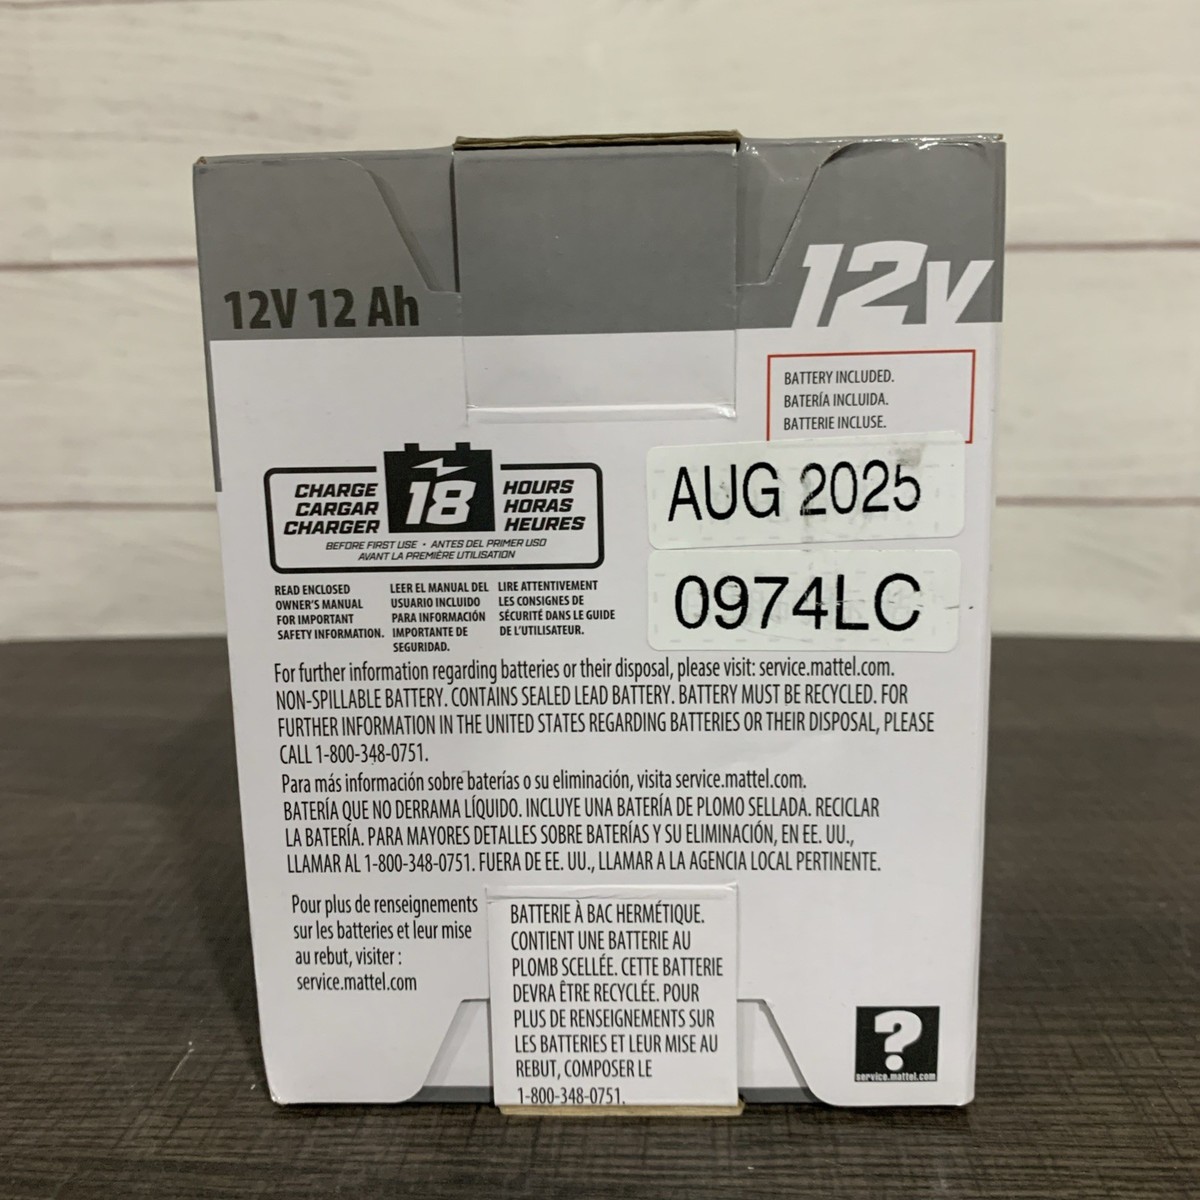 12V 12 Ah
12v
BATTERY INCLUDED.
BATERÍA INCLUIDA.
BATTERIE INCLUSE.
CHARGE
CARGAR
CHARGER
18
HOURS
HORAS
HEURES
BEFORE FIRST USE • ANTES DEL PRIMER USO
AVANT LA PREMIÈRE UTILISATION
AUG 2025
0974LC
READ ENCLOSED
OWNER'S MANUAL
FOR IMPORTANT
SAFETY INFORMATION.
LEER EL MANUAL DEL
USUARIO INCLUIDO
PARA INFORMACIÓN
IMPORTANTE DE
SEGURIDAD.
LIRE ATTENTIVEMENT
LES CONSIGNES DE
SÉCURITÉ DANS LE GUIDE
DE L'UTILISATEUR.
For further information regarding batteries or their disposal, please visit: service.mattel.com.
NON-SPILLABLE BATTERY. CONTAINS SEALED LEAD BATTERY. BATTERY MUST BE RECYCLED. FOR
FURTHER INFORMATION IN THE UNITED STATES REGARDING BATTERIES OR THEIR DISPOSAL, PLEASE
CALL 1-800-348-0751.
Para más información sobre baterías o su eliminación, visita service.mattel.com.
BATERÍA QUE NO DERRAMA LÍQUIDO. INCLUYE UNA BATERÍA DE PLOMO SELLADA. RECICLAR
LA BATERÍA. PARA MAYORES DETALLES SOBRE BATERÍAS Y SU ELIMINACIÓN, EN EE. UU.,
LLAMAR AL 1-800-348-0751. FUERA DE EE. UU., LLAMAR A LA AGENCIA LOCAL PERTINENTE.
Pour plus de renseignements
sur les batteries et leur mise
au rebut, visiter :
service.mattel.com
BATTERIE À BAC HERMÉTIQUE.
CONTIENT UNE BATTERIE AU
PLOMB SCELLÉE. CETTE BATTERIE
DEVRA ÊTRE RECYCLÉE. POUR
PLUS DE RENSEIGNEMENTS SUR
LES BATTERIES ET LEUR MISE AU
REBUT, COMPOSER LE
1-800-348-0751.
?
service.mattel.com